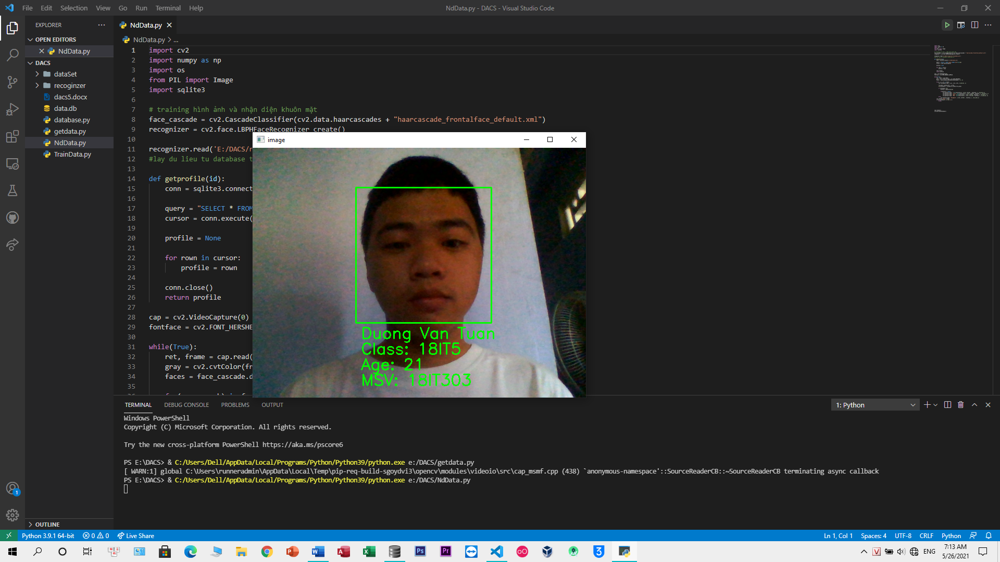 File Edit Selection View Go Run Terminal Help
NdData.py - DACS - Visual Studio Code
EXPLORER
OPEN EDITORS
NdData.py
DACS
dataSet
recoginzer
dacs5.docx
data.db
database.py
getdata.py
NdData.py
TrainData.py
OUTLINE
NdData.py
NdData.py > ...
1 import cv2
2 import numpy as np
3 import os
4 from PIL import Image
5 import sqlite3
6
7 # training hình ảnh và nhận diện khuôn mặt
8 face_cascade = cv2.CascadeClassifier(cv2.data.haarcascades + "haarcascade_frontalface_default.xml")
9 recognizer = cv2.face.LBPHFaceRecognizer_create()
10
11 recognizer.read('E:/DACS/r
12 #lay du lieu tu database t
13
14 def getprofile(id):
15 conn = sqlite3.connect
16
17 query = "SELECT * FROM
18 cursor = conn.execute(
19
20 profile = None
21
22 for rown in cursor:
23 profile = rown
24
25 conn.close()
26 return profile
27
28 cap = cv2.VideoCapture(0)
29 fontface = cv2.FONT_HERSHE
30
31 while(True):
32 ret, frame = cap.read(
33 gray = cv2.cvtColor(fr
34 faces = face_cascade.d
35
image
Duong Van Tuan
Class: 18IT5
Age: 21
MSV: 18IT303
TERMINAL DEBUG CONSOLE PROBLEMS OUTPUT
1: Python
Windows PowerShell
Copyright (C) Microsoft Corporation. All rights reserved.
Try the new cross-platform PowerShell https://aka.ms/pscore6
PS E:\DACS> & C:/Users/Dell/AppData/Local/Programs/Python/Python39/python.exe e:/DACS/getdata.py
[ WARN:1] global C:\Users\runneradmin\AppData\Local\Temp\pip-req-build-sgoydvi3\opencv\modules\videoio\src\cap_msmf.cpp (438) `anonymous-namespace'::SourceReaderCB::~SourceReaderCB terminating async callback
PS E:\DACS> & C:/Users/Dell/AppData/Local/Programs/Python/Python39/python.exe e:/DACS/NdData.py
1
Python 3.9.1 64-bit 0 0 Live Share
Ln 1, Col 1 Spaces: 4 UTF-8 CRLF Python
ENG
7:13 AM
5/26/2021